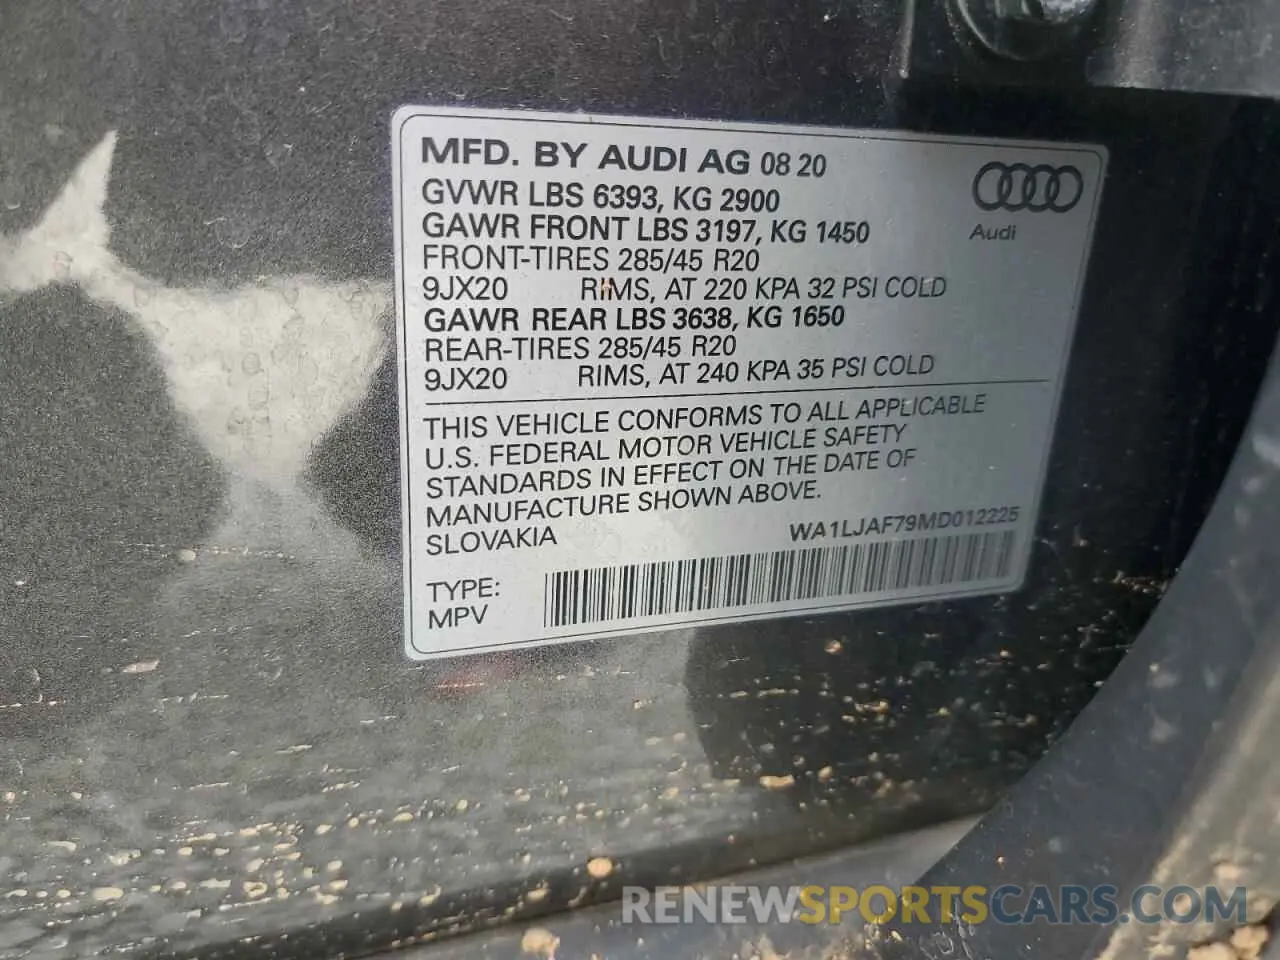 MFD. BY AUDI AG 08 20
GVWR LBS 6393, KG 2900
GAWR FRONT LBS 3197, KG 1450
FRONT-TIRES 285/45 R20
9JX20 RIMS, AT 220 KPA 32 PSI COLD
GAWR REAR LBS 3638, KG 1650
REAR-TIRES 285/45 R20
9JX20 RIMS, AT 240 KPA 35 PSI COLD
Audi
THIS VEHICLE CONFORMS TO ALL APPLICABLE
U.S. FEDERAL MOTOR VEHICLE SAFETY
STANDARDS IN EFFECT ON THE DATE OF
MANUFACTURE SHOWN ABOVE.
SLOVAKIA
WA1LJAF79MD012225
TYPE:
MPV
RENEWSPORTSCARS.COM